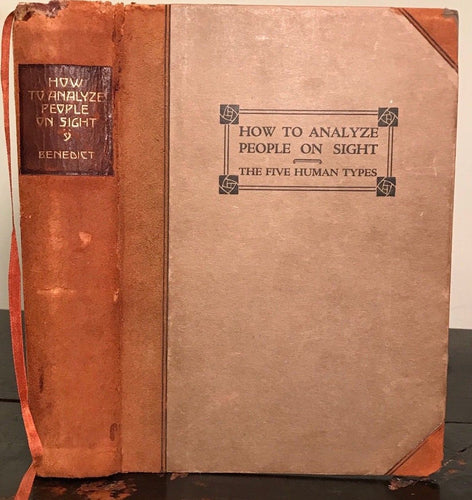 HOW
TO ANALYZE
PEOPLE
ON SIGHT
BENEDICT
HOW TO ANALYZE
PEOPLE ON SIGHT
THE FIVE HUMAN TYPES